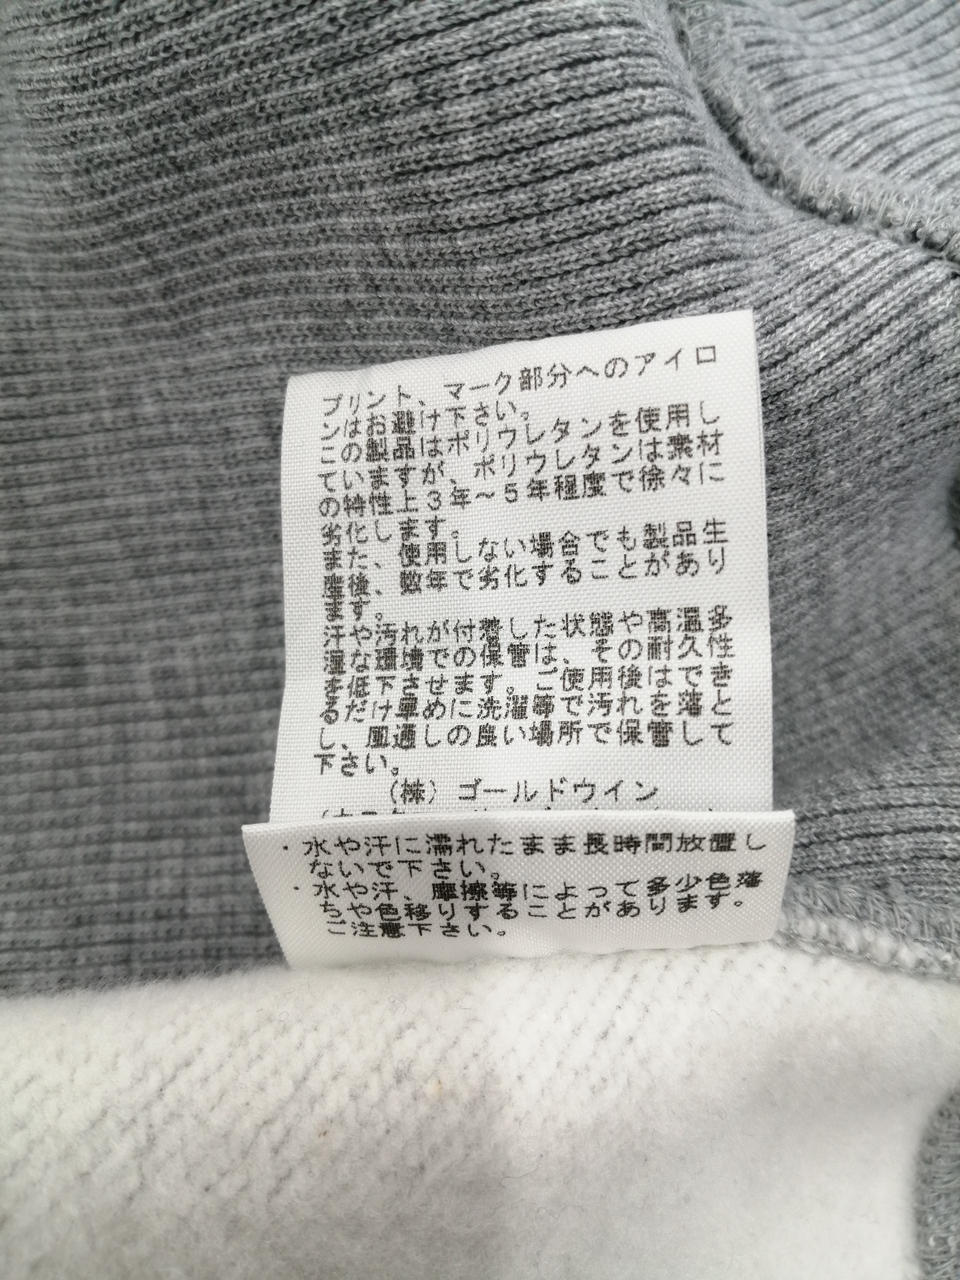 プリント、マーク部分へのアイロ
ンはお避け下さい。
この製品はポリウレタンを使用し
ていますが、ポリウレタンは素材
の特性上3年~5年程度で徐々に
劣化します。
また、使用しない場合でも製品生
産後、数年で劣化することがあり
ます。
汗や汚れが付着した状態や高温多
湿な環境での保管は、その耐久性
を低下させます。ご使用後はでき
るだけ早めに洗濯等で汚れを落と
し、風通しの良い場所で保管して
下さい。
(株)ゴールドウイン
・水や汗に濡れたまま長時間放置し
ないで下さい。
・水や汗、摩擦等によって多少色落
ちや色移りすることがあります。
ご注意下さい。